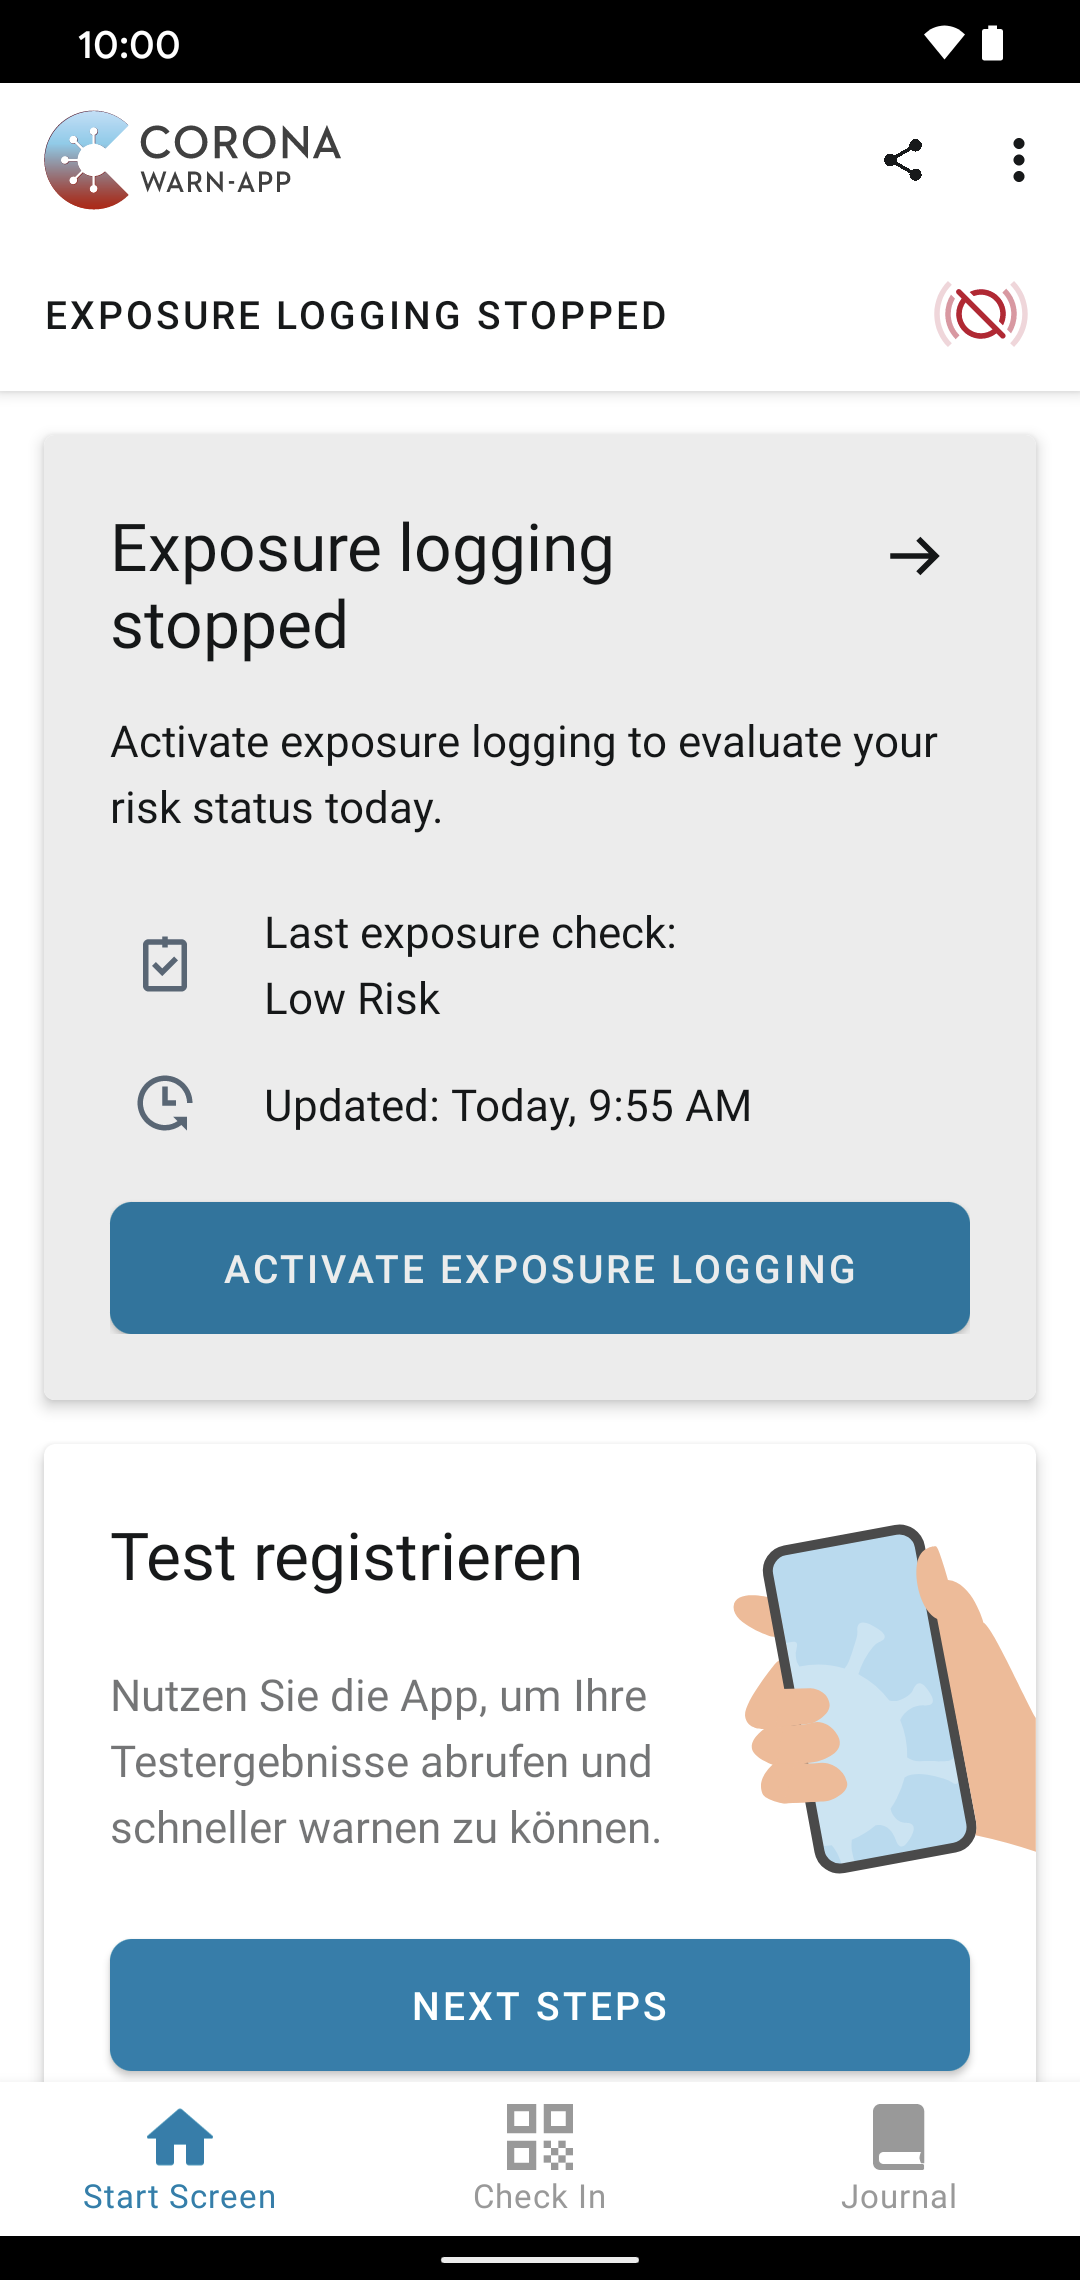 10:00
CORONA
WARN-APP
EXPOSURE LOGGING STOPPED
Exposure logging
stopped
Activate exposure logging to evaluate your
risk status today.
Last exposure check:
Low Risk
Updated: Today, 9:55 AM
ACTIVATE EXPOSURE LOGGING
Test registrieren
Nutzen Sie die App, um Ihre
Testergebnisse abrufen und
schneller warnen zu können.
NEXT STEPS
Start Screen
Check In
Journal